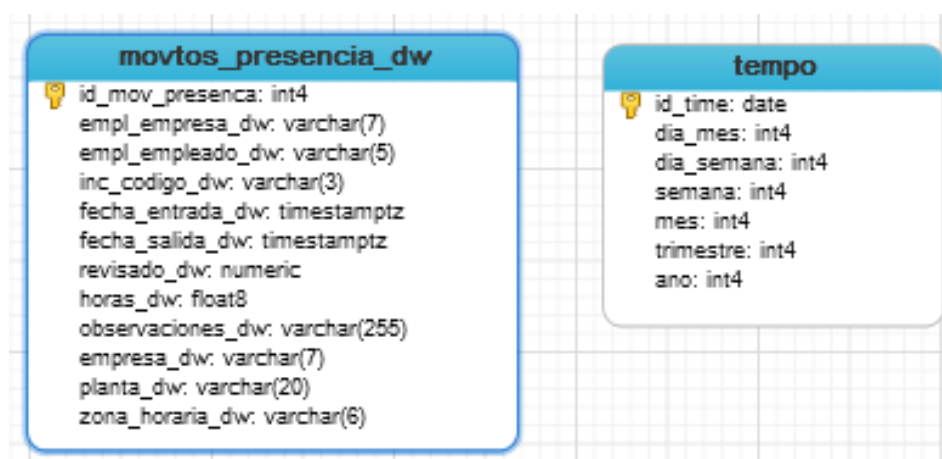 movtos_presencia_dw
id_mov_presenca: int4
empl_empresa_dw: varchar(7)
empl_empleado_dw: varchar(5)
inc_codigo_dw: varchar(3)
fecha_entrada_dw: timestamptz
fecha_salida_dw: timestamptz
revisado_dw: numeric
horas_dw: float8
observaciones_dw: varchar(255)
empresa_dw: varchar(7)
planta_dw: varchar(20)
zona_horaria_dw: varchar(6)
tempo
id_time: date
dia_mes: int4
dia_semana: int4
semana: int4
mes: int4
trimestre: int4
ano: int4